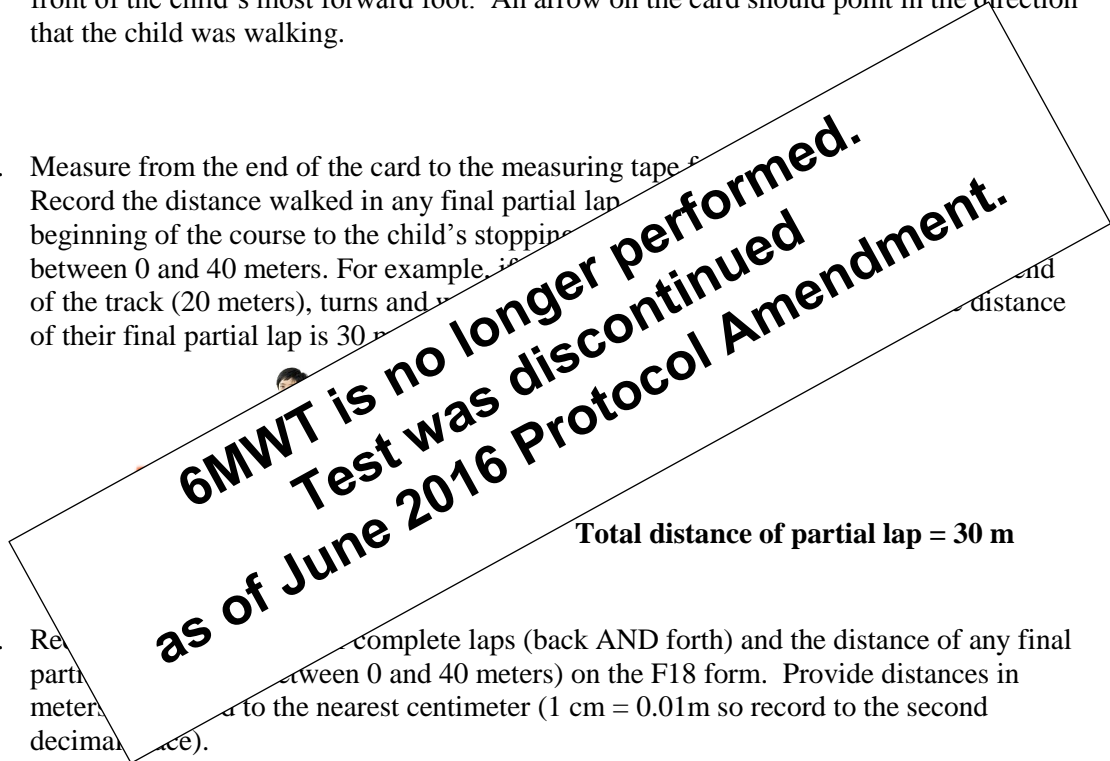 front of the child's most forward foot. An arrow on the card should point in the direction
that the child was walking.
Measure from the end of the card to the measuring tape
Record the distance walked in any final partial lap
beginning of the course to the child's stopping
between 0 and 40 meters. For example, if
end
of the track (20 meters), turns and
distance
of their final partial lap is 30
6MWT is no longer performed.
Test was discontinued
as of June 2016 Protocol Amendment.
Total distance of partial lap = 30 m
complete laps (back AND forth) and the distance of any final
between 0 and 40 meters) on the F18 form. Provide distances in
to the nearest centimeter (1 cm = 0.01m so record to the second
decimal